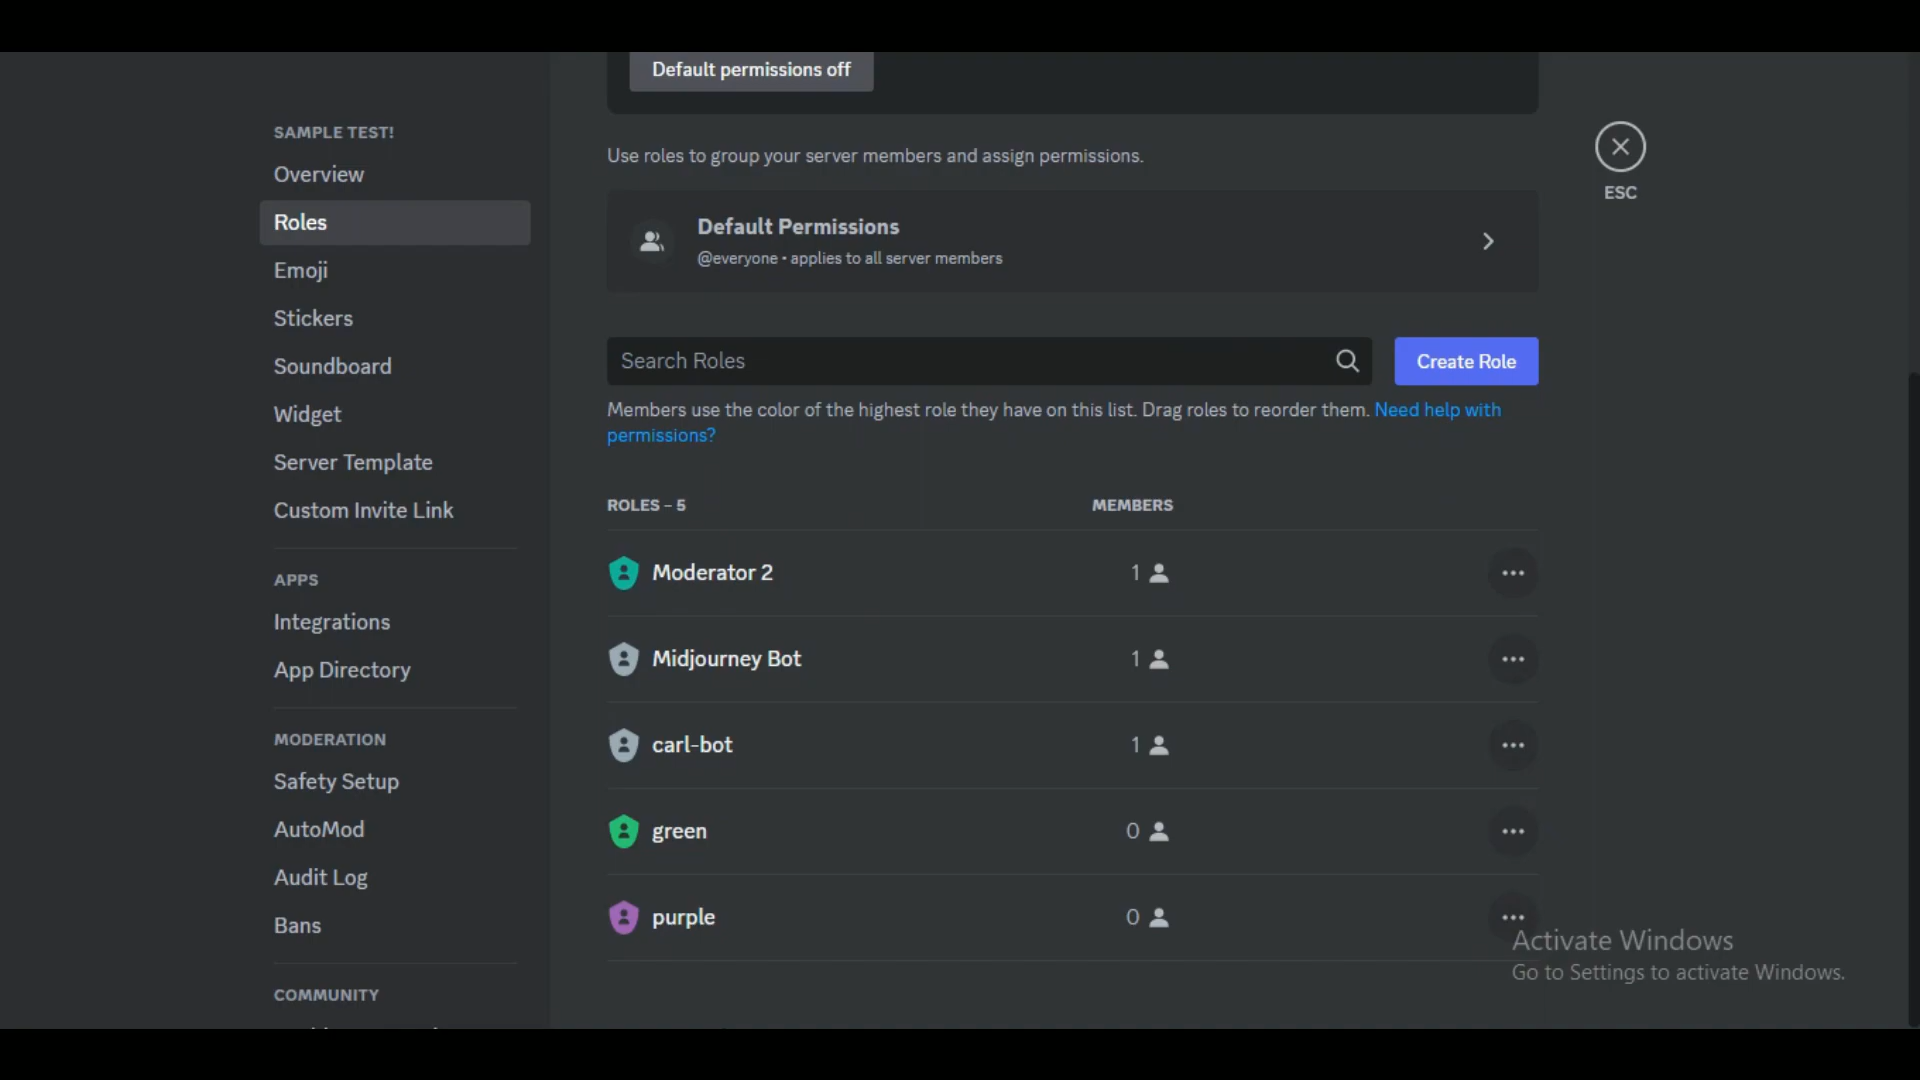 SAMPLE TEST!
Overview
Roles
Emoji
Stickers
Soundboard
Widget
Server Template
Custom Invite Link
APPS
Integrations
App Directory
MODERATION
Safety Setup
AutoMod
Audit Log
Bans
COMMUNITY
Default permissions off
Use roles to group your server members and assign permissions.
Default Permissions
@everyone • applies to all server members
Search Roles
Create Role
Members use the color of the highest role they have on this list. Drag roles to reorder them. Need help with
permissions?
ROLES – 5 MEMBERS
Moderator 2 1
Midjourney Bot 1
carl-bot 1
green 0
purple 0
ESC
Activate Windows
Go to Settings to activate Windows.